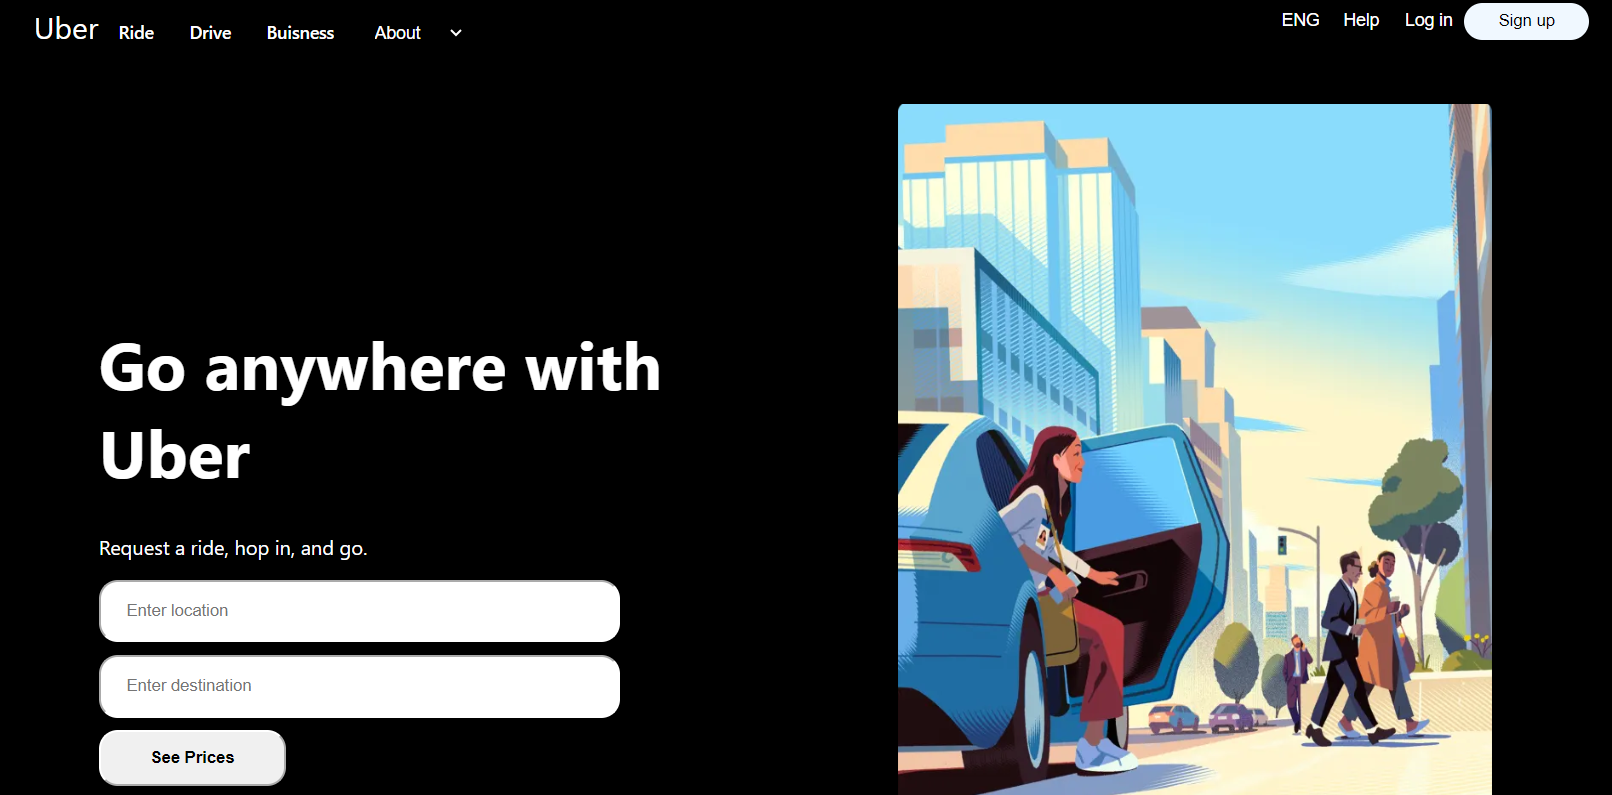 Uber Ride Drive Buisness About ENG Help Log in Sign up
Go anywhere with
Uber
Request a ride, hop in, and go.
Enter location
Enter destination
See Prices